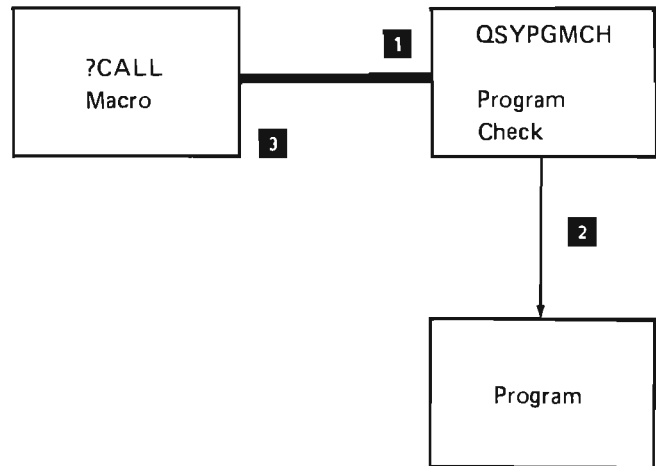 ?CALL
Macro
1
QSYPGMCH
Program
Check
3
2
Program